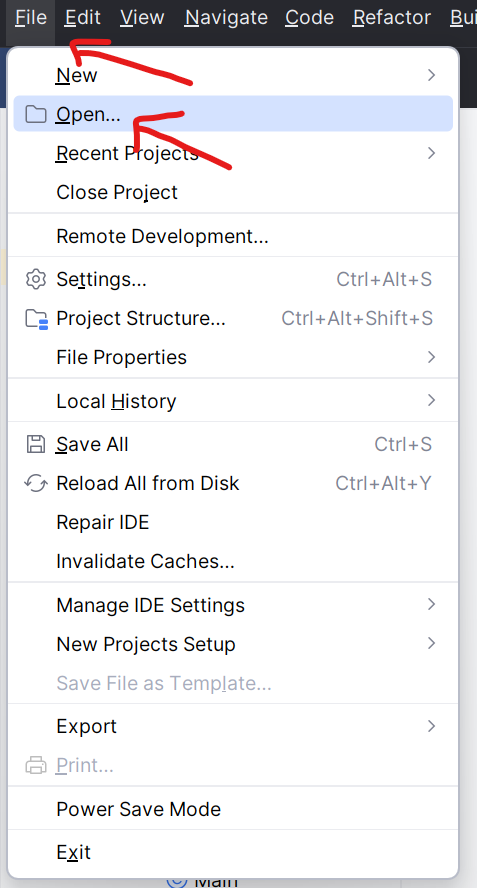 File Edit View Navigate Code Refactor Bui
New
Open...
Recent Projects
Close Project
Remote Development...
Settings... Ctrl+Alt+S
Project Structure... Ctrl+Alt+Shift+S
File Properties
Local History
Save All Ctrl+S
Reload All from Disk Ctrl+Alt+Y
Repair IDE
Invalidate Caches...
Manage IDE Settings
New Projects Setup
Save File as Template...
Export
Print...
Power Save Mode
Exit
Main